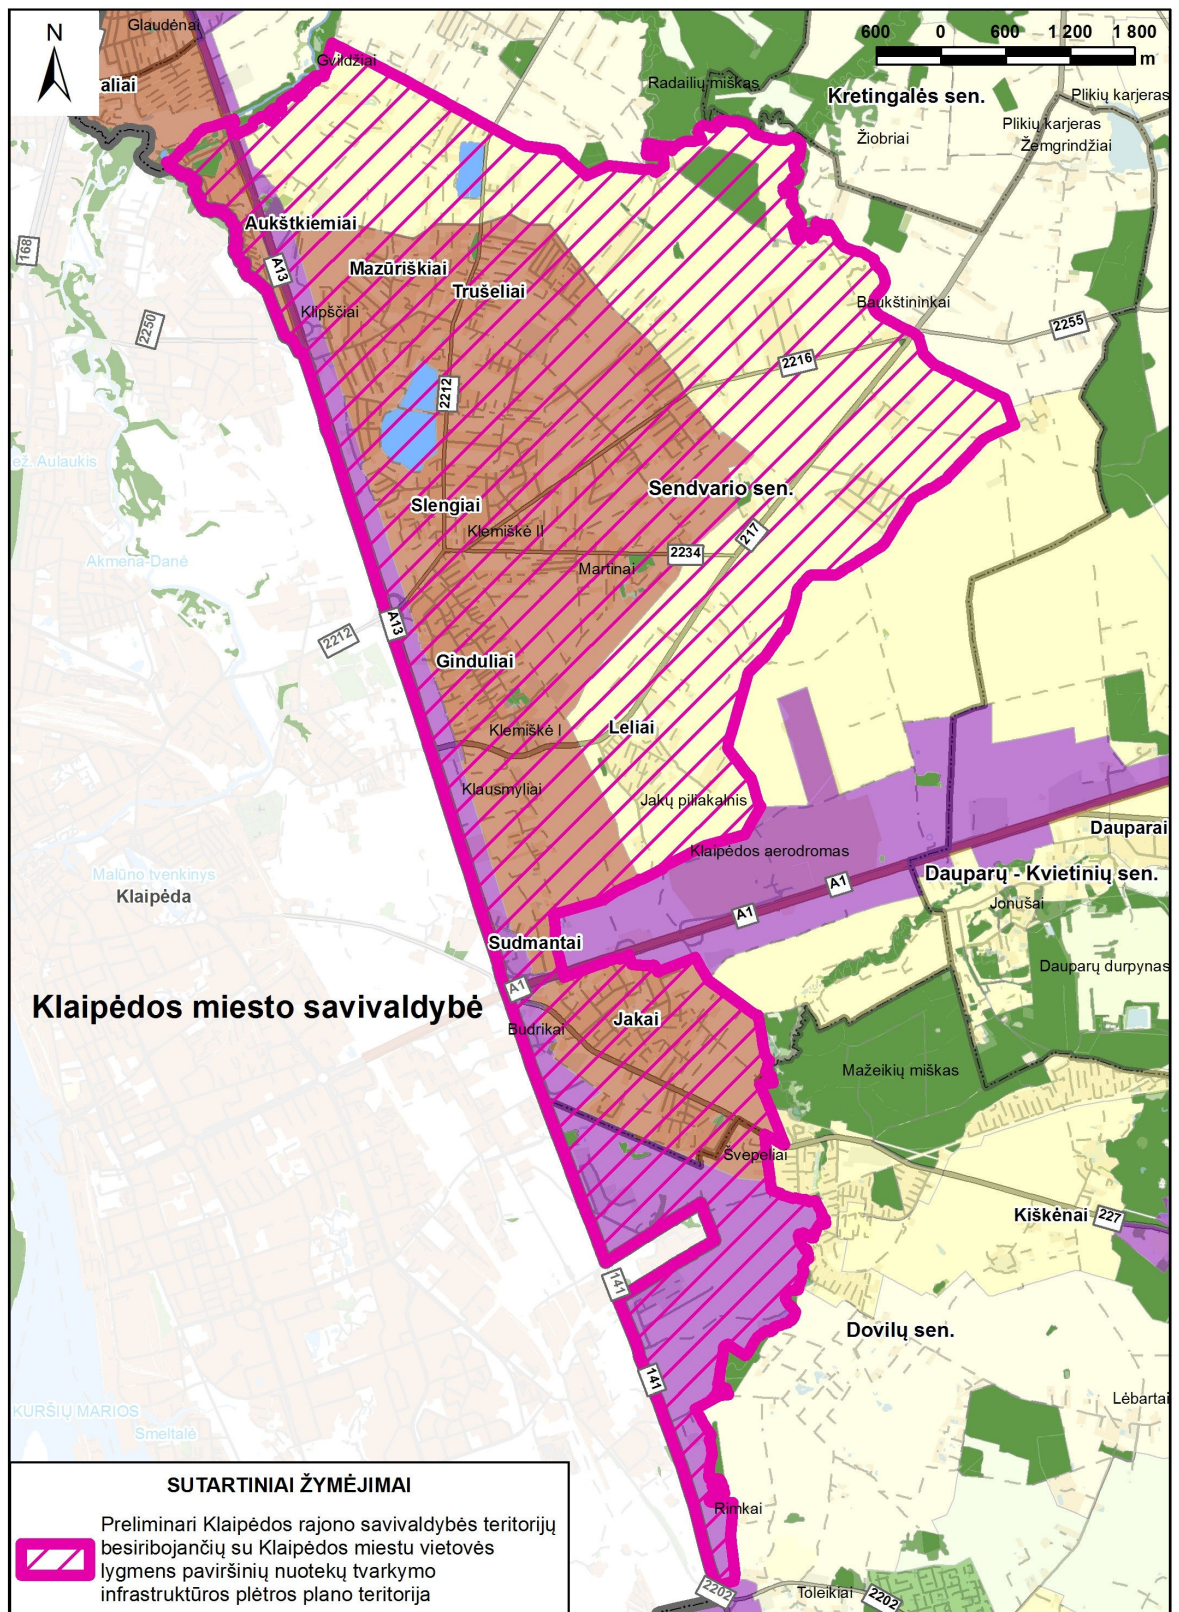 Glaudėnai
N
600 0 600 1 200 1 800
m
Gvildžiai
aliai
Radailių miškas
Kretingalės sen.
Plikių karjeras
Plikių karjeras
Žiobriai
Žemgrindžiai
Aukštkiemiai
168
A13
Mazūriškiai
Trušeliai
Klipščiai
Baukštininkai
2250
2255
2216
2212
ež. Aulaukis
Slengiai
Sendvario sen.
Klemiškė II
217
2234
Akmena-Danė
Martinai
A13
2212
Ginduliai
Klemiškė I
Leliai
Klausmyliai
Jakų piliakalnis
Dauparai
Klaipėdos aerodromas
Malūno tvenkinys
Klaipėda
A1
Dauparų - Kvietinių sen.
Jonušai
A1
Sudmantai
Dauparų durpynas
A1
Klaipėdos miesto savivaldybė
Jakai
Budrikai
Mažeikių miškas
Švepeliai
Kiškėnai
227
141
Dovilų sen.
141
Lėbartai
KURŠIŲ MARIOS
Smeltalė
Rimkai
2202
Toleikiai
2202
SUTARTINIAI ŽYMĖJIMAI
Preliminari Klaipėdos rajono savivaldybės teritorijų
besiribojančių su Klaipėdos miestu vietovės
lygmens paviršinių nuotekų tvarkymo
infrastruktūros plėtros plano teritorija